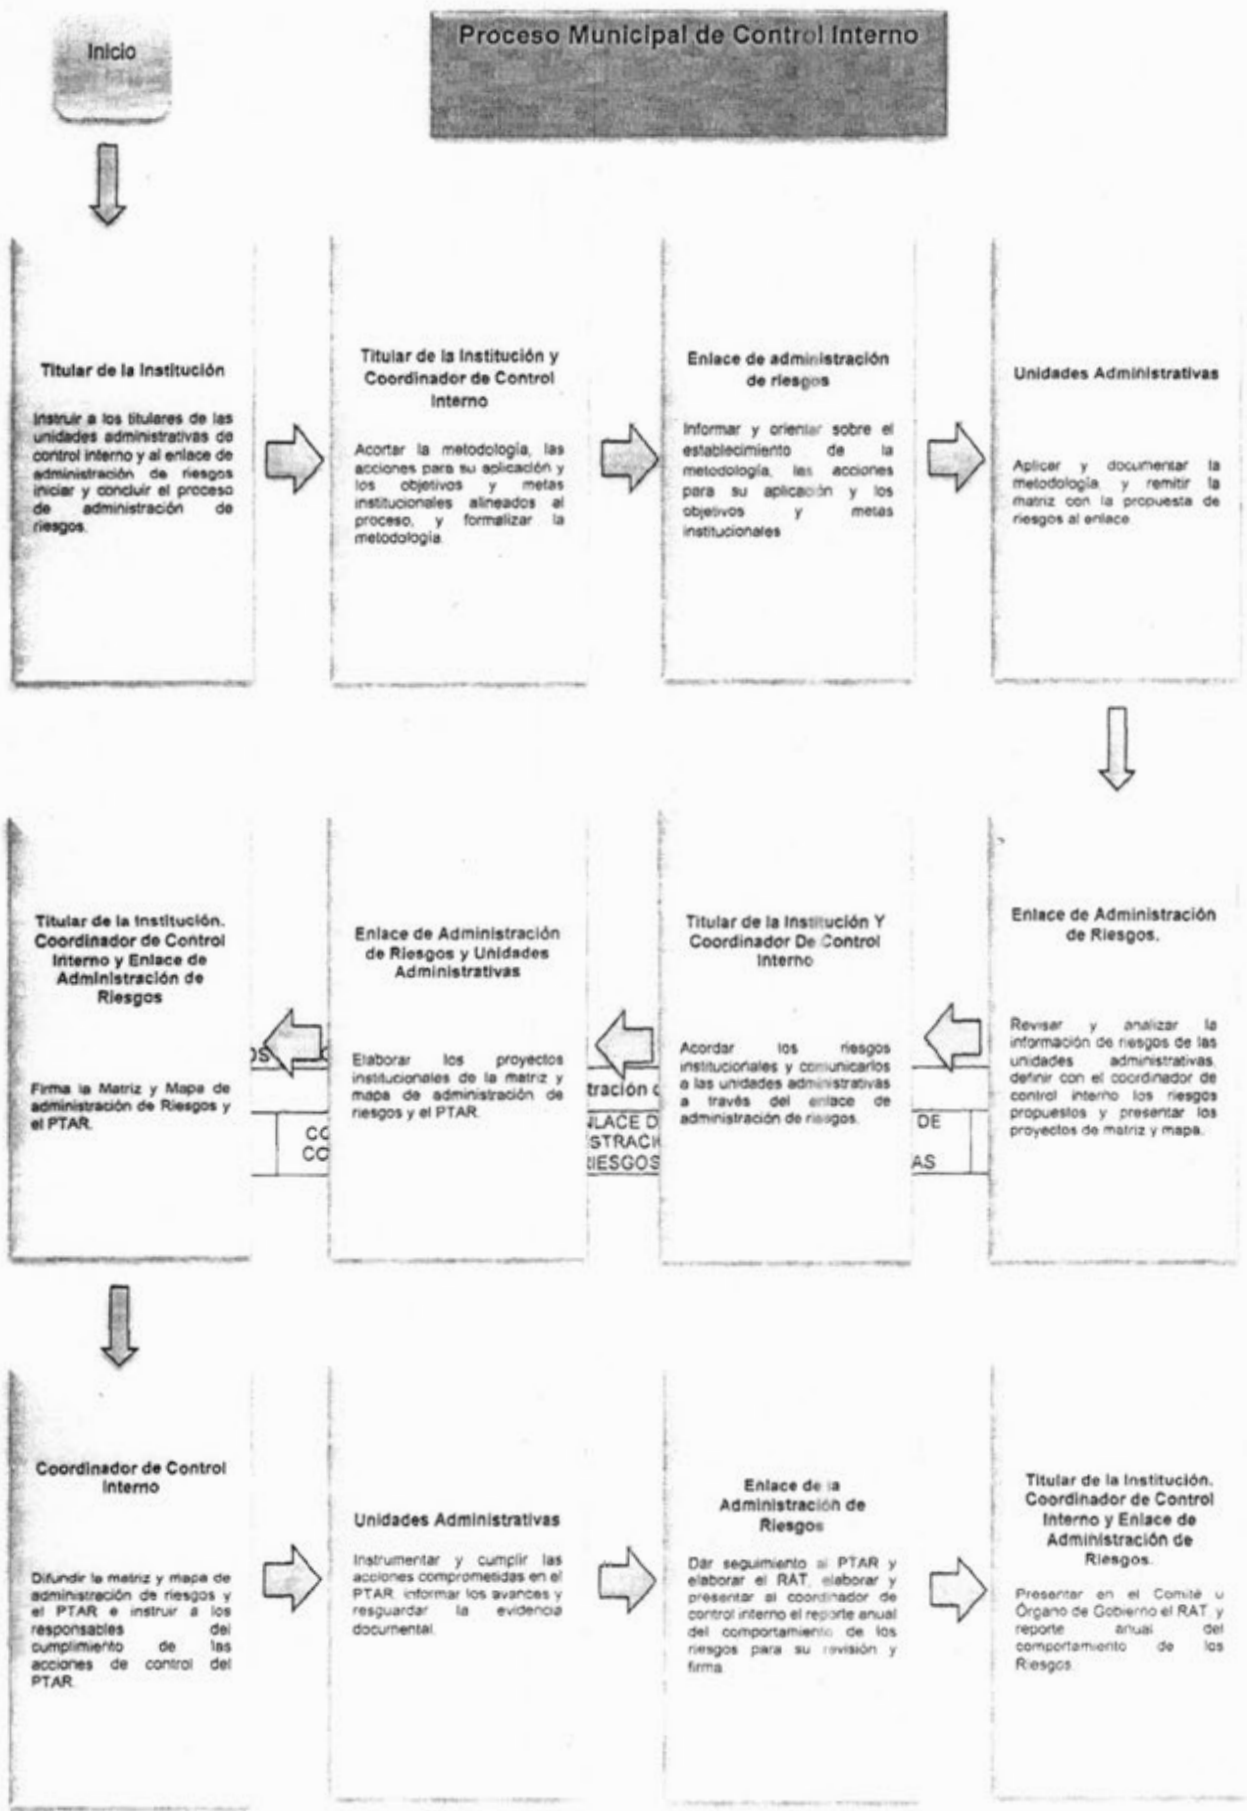 Inicio
Proceso Municipal de Control Interno
Titular de la Institución
Instruir a los titulares de las
unidades administrativas de
control interno y al enlace de
administración de riesgos
iniciar y concluir el proceso
de administración de
riesgos.
Titular de la Institución y
Coordinador de Control
Interno
Acortar la metodología, las
acciones para su aplicación y
los objetivos y metas
institucionales alineados al
proceso, y formalizar la
metodología.
Enlace de administración
de riesgos
Informar y orientar sobre el
establecimiento de la
metodología, las acciones
para su aplicación y los
objetivos y metas
institucionales
Unidades Administrativas
Aplicar y documentar la
metodología, y remitir la
matriz con la propuesta de
riesgos al enlace.
Enlace de Administración
de Riesgos.
Revisar y analizar la
información de riesgos de las
unidades administrativas,
definir con el coordinador de
control interno los riesgos
propuestos y presentar los
proyectos de matriz y mapa.
Titular de la Institución Y
Coordinador De Control
Interno
Acordar los riesgos
institucionales y comunicarlos
a las unidades administrativas
a través del enlace de
administración de riesgos.
Enlace de Administración
de Riesgos y Unidades
Administrativas
Elaborar los proyectos
institucionales de la matriz y
mapa de administración de
riesgos y el PTAR.
Titular de la Institución.
Coordinador de Control
Interno y Enlace de
Administración de
Riesgos
Firma la Matriz y Mapa de
administración de Riesgos y
el PTAR.
OS
tración d
CO
CO
NLACE D
STRACI
RIESGOS
DE
AS
Coordinador de Control
Interno
Difundir la matriz y mapa de
administración de riesgos y
el PTAR e instruir a los
responsables del
cumplimiento de las
acciones de control del
PTAR.
Unidades Administrativas
Instrumentar y cumplir las
acciones comprometidas en el
PTAR, informar los avances y
resguardar la evidencia
documental.
Enlace de la
Administración de
Riesgos
Dar seguimiento al PTAR y
elaborar el RAT, elaborar y
presentar al coordinador de
control interno el reporte anual
del comportamiento de los
riesgos para su revisión y
firma.
Titular de la Institución.
Coordinador de Control
Interno y Enlace de
Administración de
Riesgos.
Presentar en el Comité u
Órgano de Gobierno el RAT y
reporte anual del
comportamiento de los
Riesgos